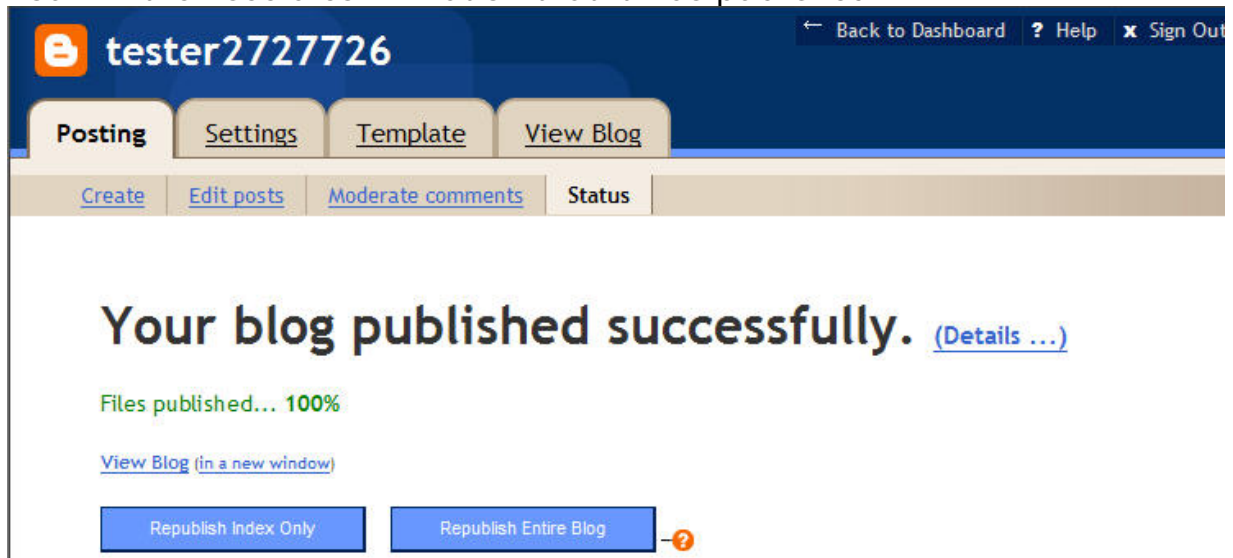 ← Back to Dashboard ? Help x Sign Out
tester2727726
Posting Settings Template View Blog
Create Edit posts Moderate comments Status
Your blog published successfully. (Details ...)
Files published... 100%
View Blog (in a new window)
Republish Index Only Republish Entire Blog ?